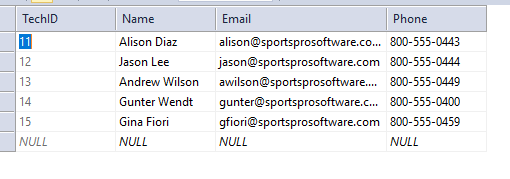 TechID Name Email Phone
11 Alison Diaz alison@sportsprosoftware.co... 800-555-0443
12 Jason Lee jason@sportsprosoftware.com 800-555-0444
13 Andrew Wilson awilson@sportsprosoftware.... 800-555-0449
14 Gunter Wendt gunter@sportsprosoftware.c... 800-555-0400
15 Gina Fiori gfiori@sportsprosoftware.com 800-555-0459
NULL NULL NULL NULL